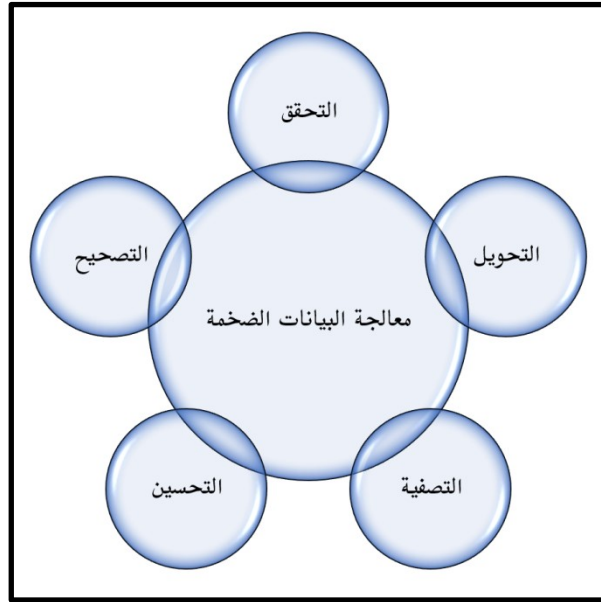 التحقق
التحويل
التصحيح
معالجة البيانات الضخمة
التصفية
التحسين